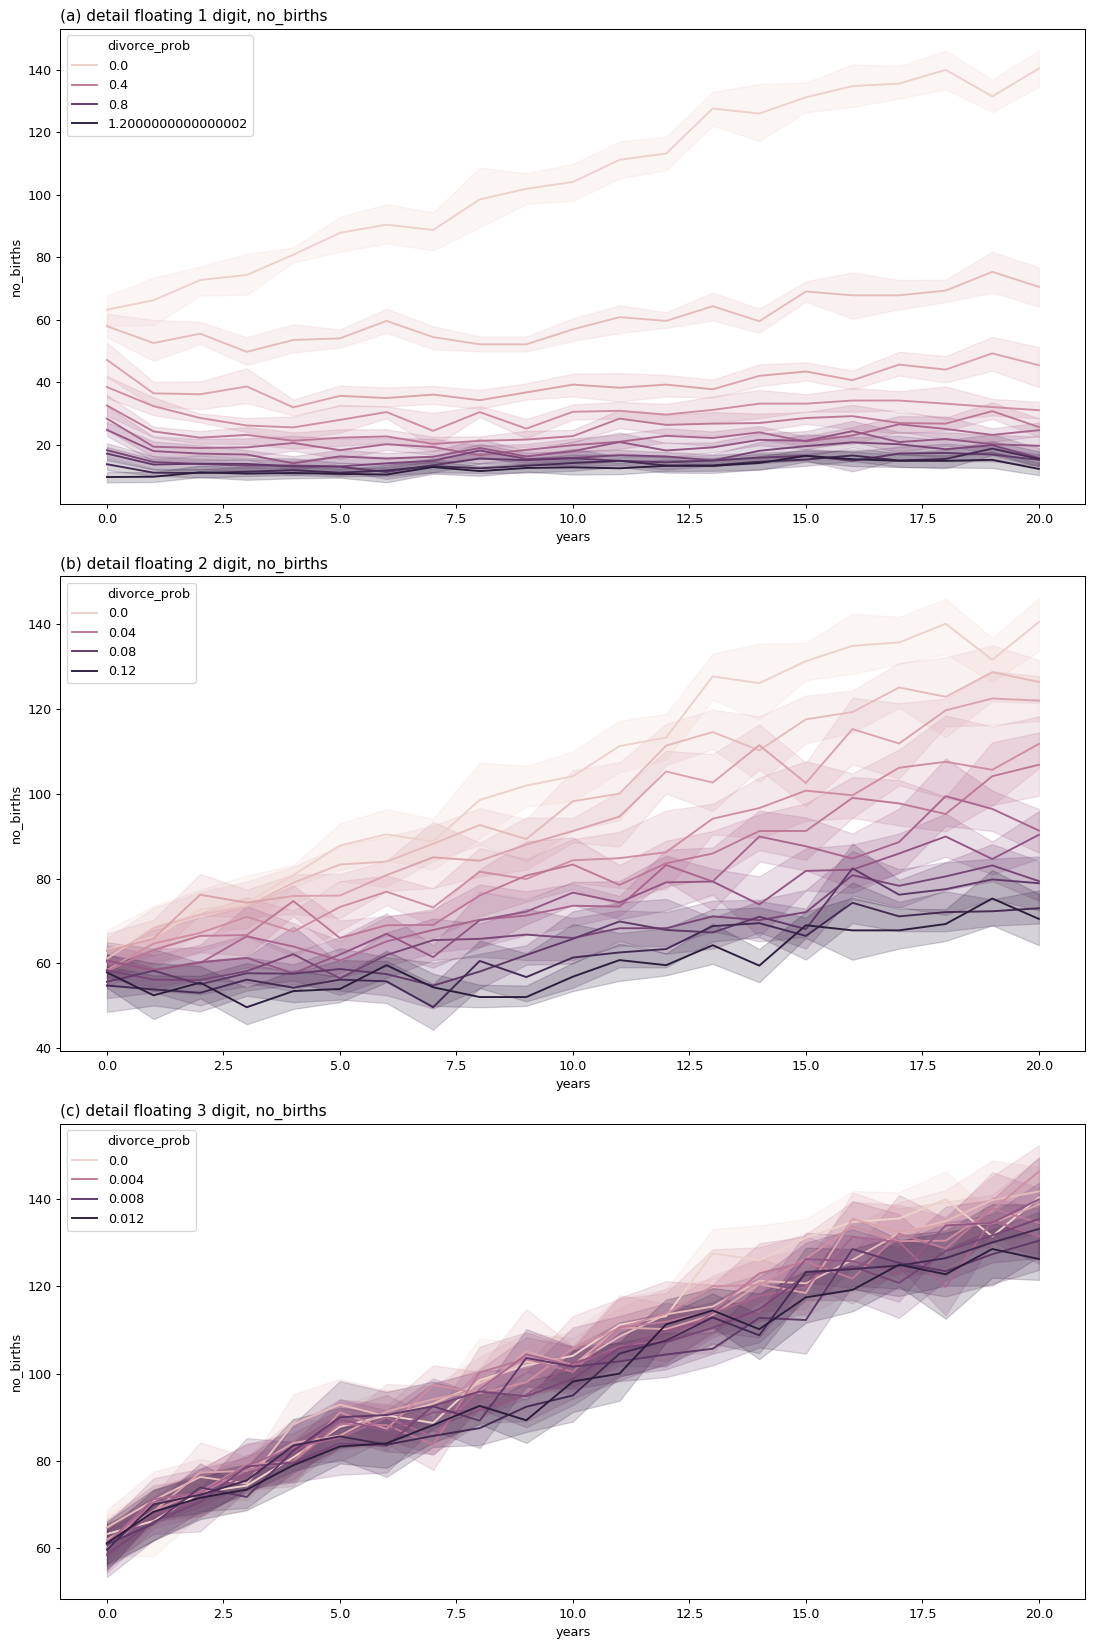 (a) detail floating 1 digit, no_births
divorce_prob
0.0
0.4
0.8
1.2000000000000002
140
120
100
80
60
40
20
no_births
0.0 2.5 5.0 7.5 10.0 12.5 15.0 17.5 20.0
years
(b) detail floating 2 digit, no_births
divorce_prob
0.0
0.04
0.08
0.12
140
120
100
80
60
40
no_births
0.0 2.5 5.0 7.5 10.0 12.5 15.0 17.5 20.0
years
(c) detail floating 3 digit, no_births
divorce_prob
0.0
0.004
0.008
0.012
140
120
100
80
60
no_births
0.0 2.5 5.0 7.5 10.0 12.5 15.0 17.5 20.0
years